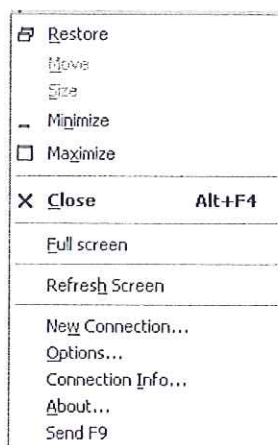 Restore
Move
Size
Minimize
Maximize
Close Alt+F4
Full screen
Refresh Screen
New Connection...
Options...
Connection Info...
About...
Send F9